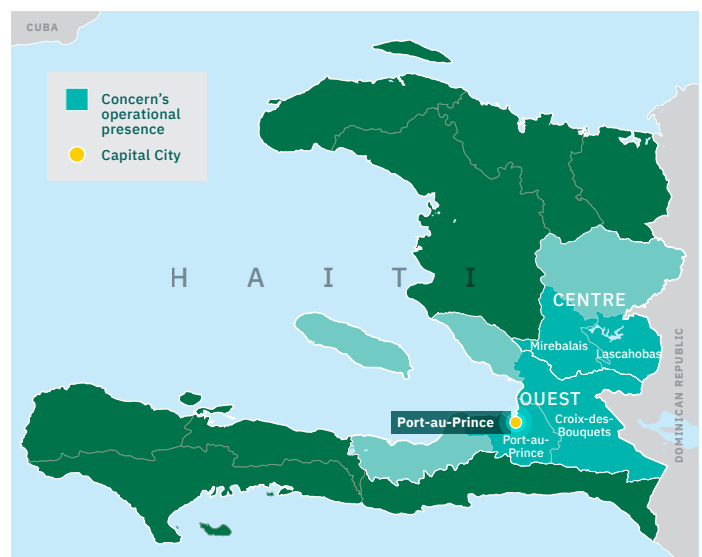 CUBA
Concern's
operational
presence
Capital City
H A I T I
CENTRE
Mirebalais
Lascahobas
OUEST
Port-au-Prince
Croix-des-
Bouquets
Port-au-
Prince
DOMINICAN REPUBLIC